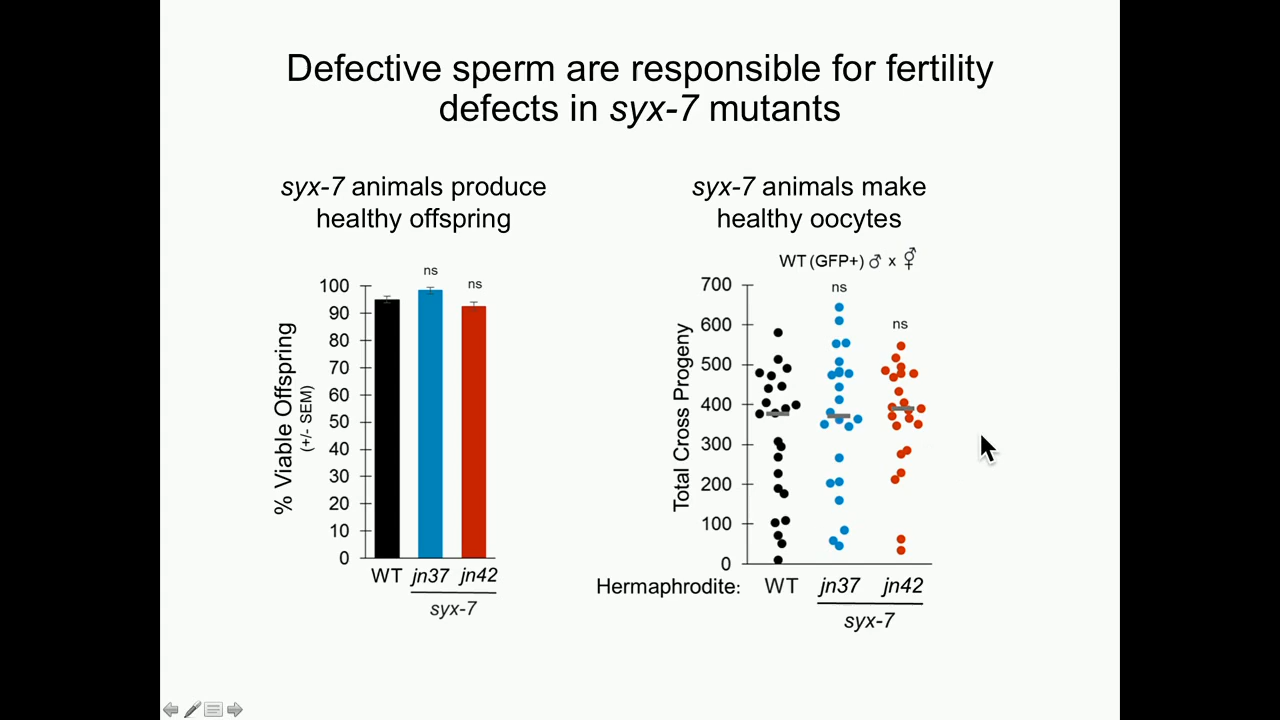 Defective sperm are responsible for fertility
defects in syx-7 mutants
syx-7 animals produce
healthy offspring
% Viable Offspring
(+/- SEM)
100
90
80
70
60
50
40
30
20
10
0
ns
ns
WT jn37 jn42
syx-7
syx-7 animals make
healthy oocytes
WT (GFP+) ♂ x ⚥
Total Cross Progeny
700
600
500
400
300
200
100
0
ns
ns
Hermaphrodite: WT jn37 jn42
syx-7